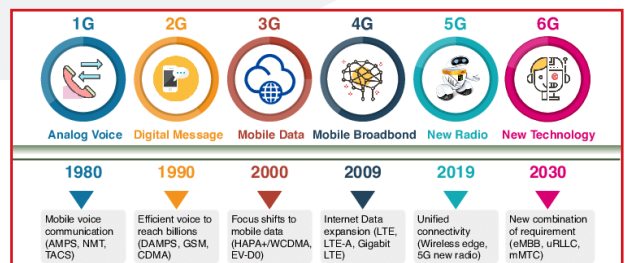 1G 2G 3G 4G 5G 6G
Analog Voice Digital Message Mobile Data Mobile Broadbond New Radio New Technology
1980 1990 2000 2009 2019 2030
Mobile voice
communication
(AMPS, NMT,
TACS)
Efficient voice to
reach billions
(DAMPS, GSM,
CDMA)
Focus shifts to
mobile data
(HAPA+/WCDMA,
EV-D0)
Internet Data
expansion (LTE,
LTE-A, Gigabit
LTE)
Unified
connectivity
(Wireless edge,
5G new radio)
New combination
of requirement
(eMBB, uRLLC,
mMTC)